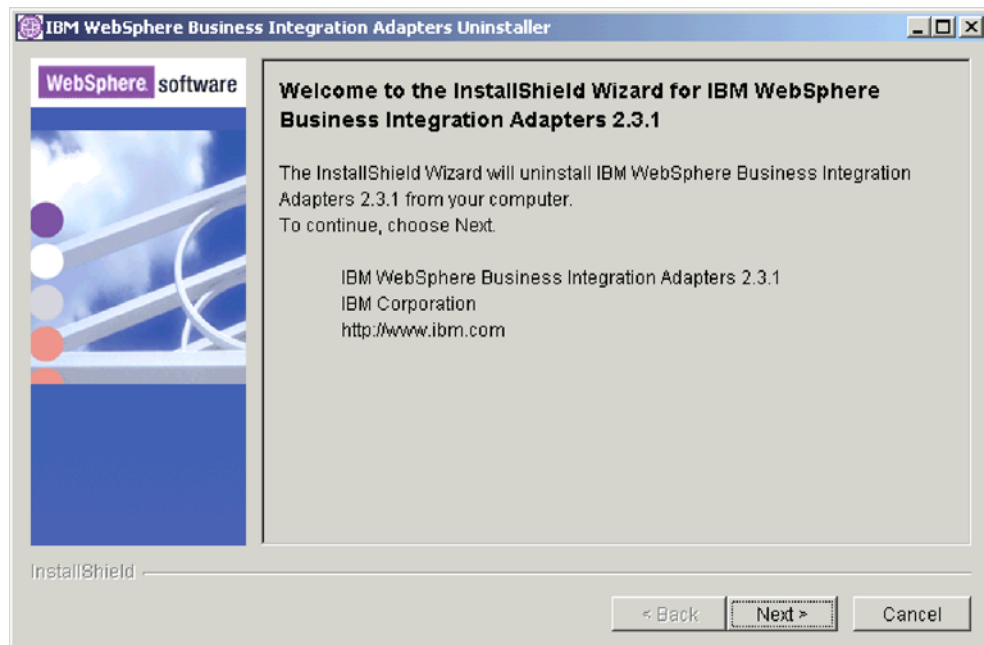 IBM WebSphere Business Integration Adapters Uninstaller
WebSphere software
Welcome to the InstallShield Wizard for IBM WebSphere
Business Integration Adapters 2.3.1
The InstallShield Wizard will uninstall IBM WebSphere Business Integration
Adapters 2.3.1 from your computer.
To continue, choose Next.
IBM WebSphere Business Integration Adapters 2.3.1
IBM Corporation
http://www.ibm.com
InstallShield
< Back
Next >
Cancel